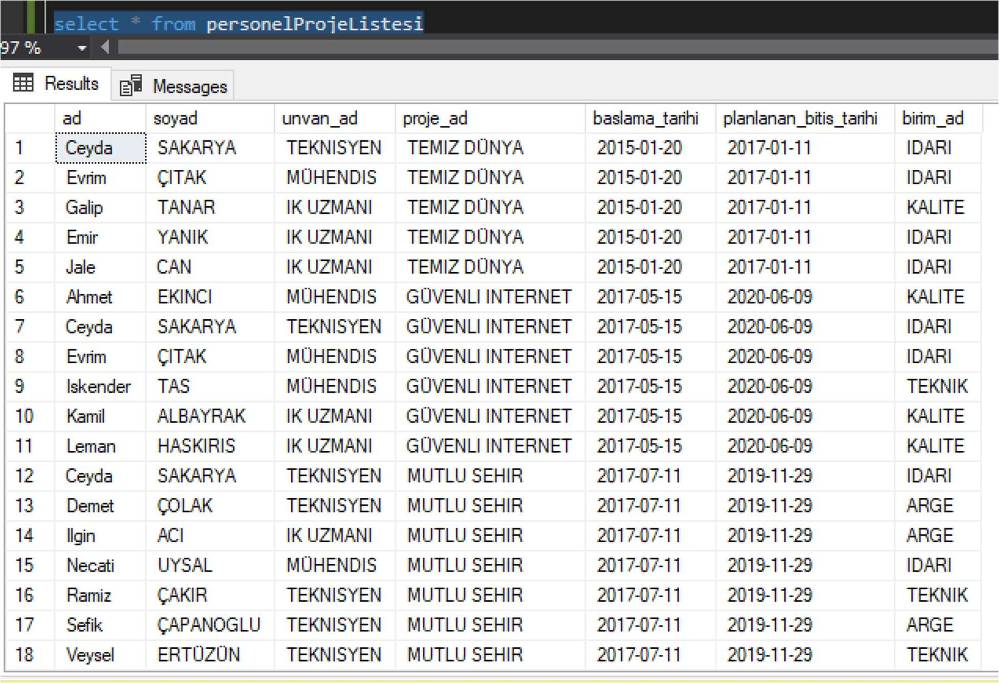 select * from personelProjeListesi
97 %
Results Messages
ad soyad unvan_ad proje_ad baslama_tarihi planlanan_bitis_tarihi birim_ad
1 Ceyda SAKARYA TEKNISYEN TEMIZ DÜNYA 2015-01-20 2017-01-11 IDARI
2 Evrim ÇITAK MÜHENDIS TEMIZ DÜNYA 2015-01-20 2017-01-11 IDARI
3 Galip TANAR IK UZMANI TEMIZ DÜNYA 2015-01-20 2017-01-11 KALITE
4 Emir YANIK IK UZMANI TEMIZ DÜNYA 2015-01-20 2017-01-11 IDARI
5 Jale CAN IK UZMANI TEMIZ DÜNYA 2015-01-20 2017-01-11 IDARI
6 Ahmet EKINCI MÜHENDIS GÜVENLI INTERNET 2017-05-15 2020-06-09 KALITE
7 Ceyda SAKARYA TEKNISYEN GÜVENLI INTERNET 2017-05-15 2020-06-09 IDARI
8 Evrim ÇITAK MÜHENDIS GÜVENLI INTERNET 2017-05-15 2020-06-09 IDARI
9 Iskender TAS MÜHENDIS GÜVENLI INTERNET 2017-05-15 2020-06-09 TEKNIK
10 Kamil ALBAYRAK IK UZMANI GÜVENLI INTERNET 2017-05-15 2020-06-09 KALITE
11 Leman HASKIRIS IK UZMANI GÜVENLI INTERNET 2017-05-15 2020-06-09 KALITE
12 Ceyda SAKARYA TEKNISYEN MUTLU SEHIR 2017-07-11 2019-11-29 IDARI
13 Demet ÇOLAK TEKNISYEN MUTLU SEHIR 2017-07-11 2019-11-29 ARGE
14 Ilgin ACI IK UZMANI MUTLU SEHIR 2017-07-11 2019-11-29 ARGE
15 Necati UYSAL MÜHENDIS MUTLU SEHIR 2017-07-11 2019-11-29 IDARI
16 Ramiz ÇAKIR TEKNISYEN MUTLU SEHIR 2017-07-11 2019-11-29 TEKNIK
17 Sefik ÇAPANOGLU TEKNISYEN MUTLU SEHIR 2017-07-11 2019-11-29 ARGE
18 Veysel ERTÜZÜN TEKNISYEN MUTLU SEHIR 2017-07-11 2019-11-29 TEKNIK